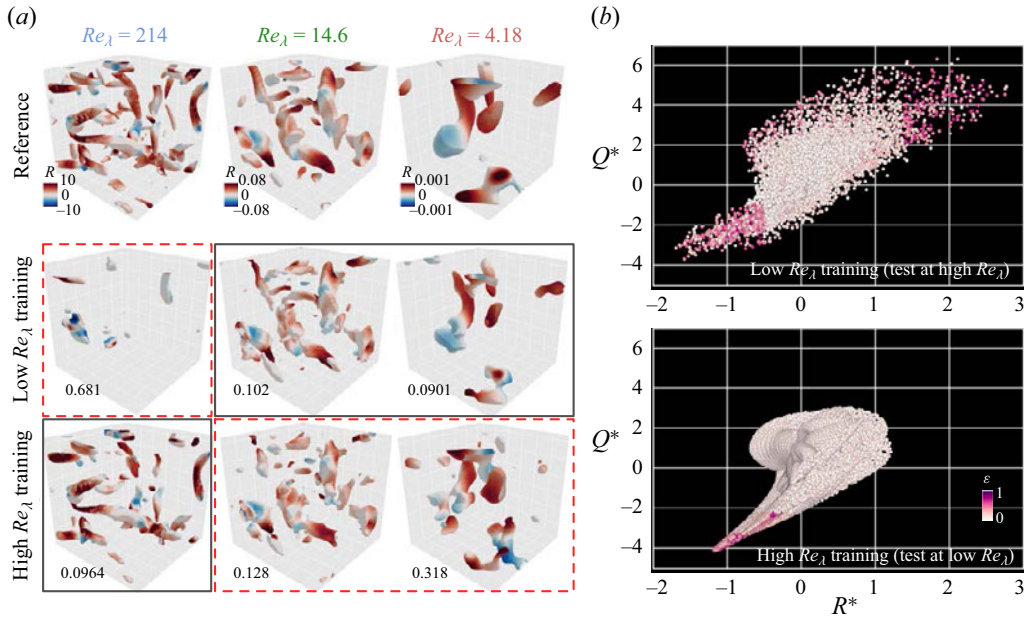 (a)
Re_λ = 214
Re_λ = 14.6
Re_λ = 4.18
Reference
R
10
0
−10
R
0.08
0
−0.08
R
0.001
0
−0.001
Low Re_λ training
0.681
0.102
0.0901
High Re_λ training
0.0964
0.128
0.318
(b)
Q*
6
4
2
0
−2
−4
Low Re_λ training (test at high Re_λ)
−2
−1
0
1
2
3
Q*
6
4
2
0
−2
−4
ε
1
0
High Re_λ training (test at low Re_λ)
−2
−1
0
1
2
3
R*